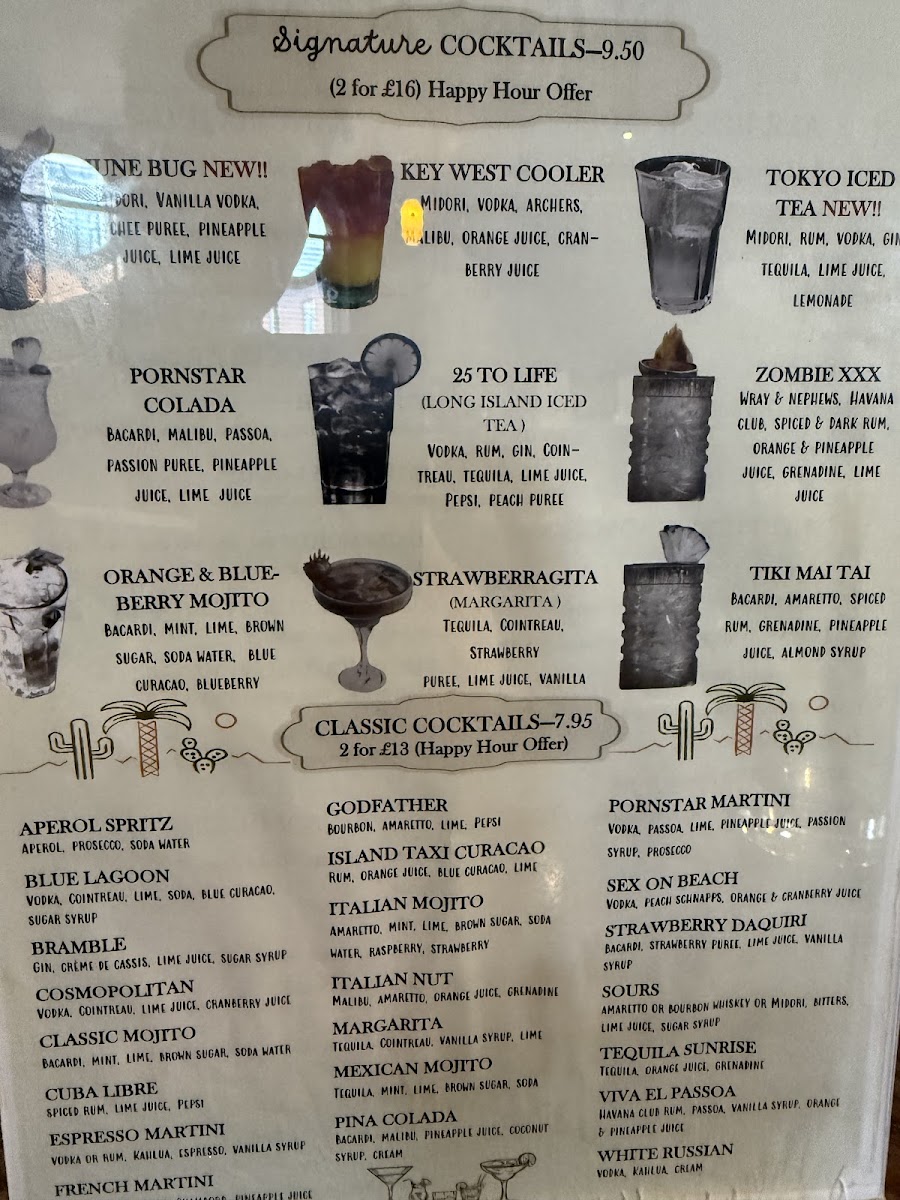 Signature COCKTAILS—9.50
(2 for £16) Happy Hour Offer
JUNE BUG NEW!!
MIDORI, VANILLA VODKA,
CHEE PUREE, PINEAPPLE
JUICE, LIME JUICE
KEY WEST COOLER
MIDORI, VODKA, ARCHERS,
MALIBU, ORANGE JUICE, CRAN-
BERRY JUICE
TOKYO ICED
TEA NEW!!
MIDORI, RUM, VODKA, GIN
TEQUILA, LIME JUICE,
LEMONADE
PORNSTAR
COLADA
BACARDI, MALIBU, PASSOA,
PASSION PUREE, PINEAPPLE
JUICE, LIME JUICE
25 TO LIFE
(LONG ISLAND ICED
TEA )
VODKA, RUM, GIN, COIN-
TREAU, TEQUILA, LIME JUICE,
PEPSI, PEACH PUREE
ZOMBIE XXX
WRAY & NEPHEWS, HAVANA
CLUB, SPICED & DARK RUM,
ORANGE & PINEAPPLE
JUICE, GRENADINE, LIME
JUICE
ORANGE & BLUE-
BERRY MOJITO
BACARDI, MINT, LIME, BROWN
SUGAR, SODA WATER, BLUE
CURACAO, BLUEBERRY
STRAWBERRAGITA
(MARGARITA )
TEQUILA, COINTREAU,
STRAWBERRY
PUREE, LIME JUICE, VANILLA
TIKI MAI TAI
BACARDI, AMARETTO, SPICED
RUM, GRENADINE, PINEAPPLE
JUICE, ALMOND SYRUP
CLASSIC COCKTAILS—7.95
2 for £13 (Happy Hour Offer)
APEROL SPRITZ
APEROL, PROSECCO, SODA WATER
BLUE LAGOON
VODKA, COINTREAU, LIME, SODA, BLUE CURACAO,
SUGAR SYRUP
BRAMBLE
GIN, CRÈME DE CASSIS, LIME JUICE, SUGAR SYRUP
COSMOPOLITAN
VODKA, COINTREAU, LIME JUICE, CRANBERRY JUICE
CLASSIC MOJITO
BACARDI, MINT, LIME, BROWN SUGAR, SODA WATER
CUBA LIBRE
SPICED RUM, LIME JUICE, PEPSI
ESPRESSO MARTINI
VODKA OR RUM, KAHLUA, ESPRESSO, VANILLA SYRUP
FRENCH MARTINI
PINEAPPLE JUICE
GODFATHER
BOURBON, AMARETTO, LIME, PEPSI
ISLAND TAXI CURACAO
RUM, ORANGE JUICE, BLUE CURACAO, LIME
ITALIAN MOJITO
AMARETTO, MINT, LIME, BROWN SUGAR, SODA
WATER, RASPBERRY, STRAWBERRY
ITALIAN NUT
MALIBU, AMARETTO, ORANGE JUICE, GRENADINE
MARGARITA
TEQUILA, COINTREAU, VANILLA SYRUP, LIME
MEXICAN MOJITO
TEQUILA, MINT, LIME, BROWN SUGAR, SODA
PINA COLADA
BACARDI, MALIBU, PINEAPPLE JUICE, COCONUT
SYRUP, CREAM
PORNSTAR MARTINI
VODKA, PASSOA, LIME, PINEAPPLE JUICE, PASSION
SYRUP, PROSECCO
SEX ON BEACH
VODKA, PEACH SCHNAPPS, ORANGE & CRANBERRY JUICE
STRAWBERRY DAQUIRI
BACARDI, STRAWBERRY PUREE, LIME JUICE, VANILLA
SYRUP
SOURS
AMARETTO OR BOURBON WHISKEY OR MIDORI, BITTERS,
LIME JUICE, SUGAR SYRUP
TEQUILA SUNRISE
TEQUILA, ORANGE JUICE, GRENADINE
VIVA EL PASSOA
HAVANA CLUB RUM, PASSOA, VANILLA SYRUP, ORANGE
& PINEAPPLE JUICE
WHITE RUSSIAN
VODKA, KAHLUA, CREAM